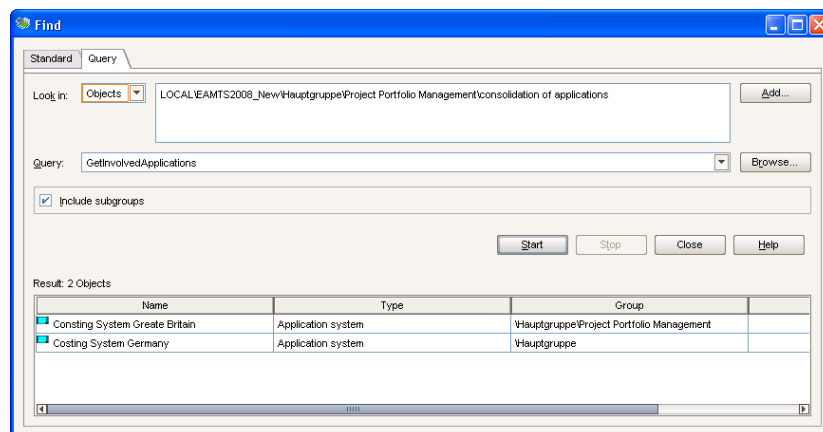 Find
Standard Query
Look in: Objects LOCAL\EAMTS2008_New\Hauptgruppe\Project Portfolio Management\consolidation of applications Add...
Query: GetInvolvedApplications Browse...
Include subgroups
Start Stop Close Help
Result: 2 Objects
Name Type Group
Consting System Greate Britain Application system \Hauptgruppe\Project Portfolio Management
Costing System Germany Application system \Hauptgruppe